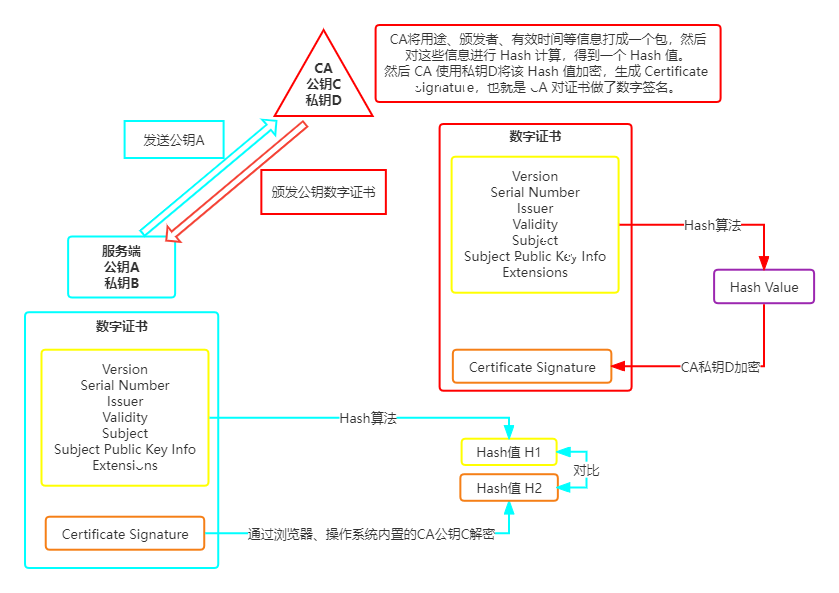 CA
公钥C
私钥D
CA将用途、颁发者、有效时间等信息打成一个包，然后
对这些信息进行 Hash 计算，得到一个 Hash 值。
然后 CA 使用私钥D将该 Hash 值加密，生成 Certificate
Signature，也就是 CA 对证书做了数字签名。
发送公钥A
颁发公钥数字证书
服务端
公钥A
私钥B
数字证书
Version
Serial Number
Issuer
Validity
Subject
Subject Public Key Info
Extensions
Hash算法
Hash Value
CA私钥D加密
Certificate Signature
数字证书
Version
Serial Number
Issuer
Validity
Subject
Subject Public Key Info
Extensions
Hash算法
Hash值 H1
对比
Hash值 H2
Certificate Signature
通过浏览器、操作系统内置的CA公钥C解密